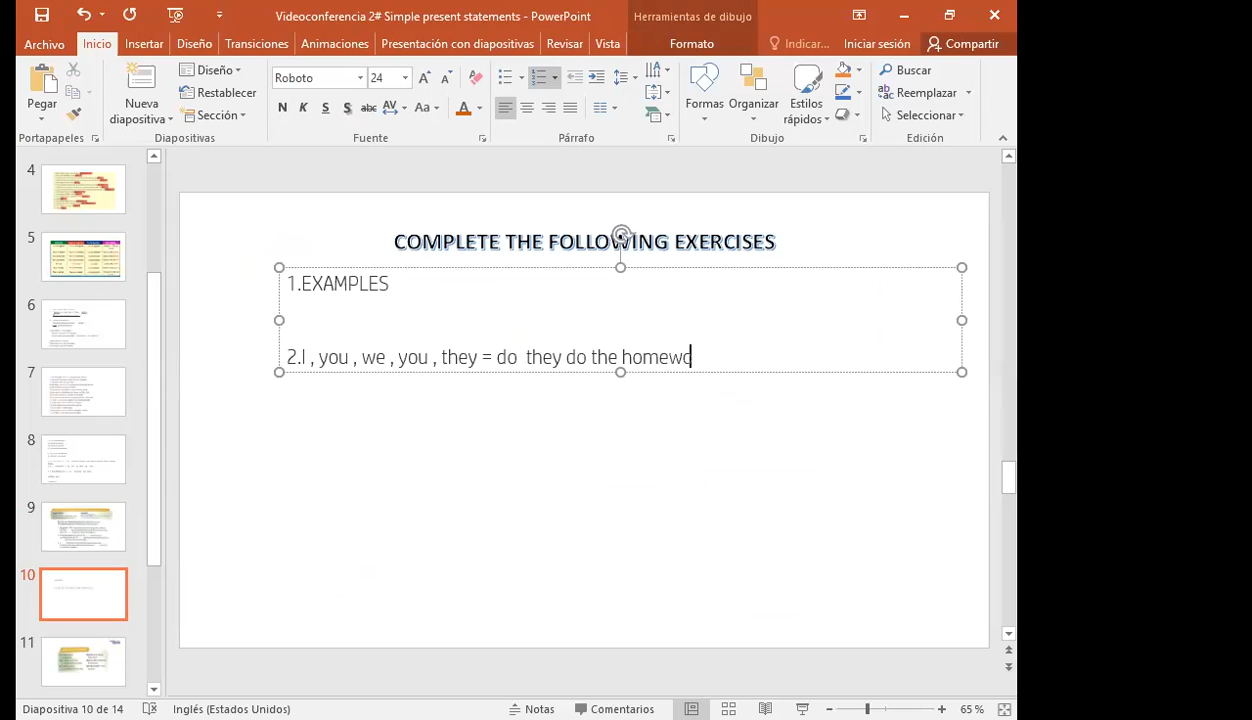 Videoconferencia 2# Simple present statements - PowerPoint
Herramientas de dibujo
Archivo Inicio Insertar Diseño Transiciones Animaciones Presentación con diapositivas Revisar Vista Formato Indicar... Iniciar sesión Compartir
Pegar
Nueva diapositiva
Diseño
Restablecer
Sección
Roboto 24
N K S S abc AV Aa A
Formas Organizar Estilos rápidos
Buscar
Reemplazar
Seleccionar
Portapapeles Diapositivas Fuente Párrafo Dibujo Edición
4
5
6
7
8
9
10
11
COMPLETE THE FOLLOWING EXERCISES
1.EXAMPLES
2.I , you , we , you , they = do they do the homewo
Diapositiva 10 de 14 Inglés (Estados Unidos) Notas Comentarios 65 %